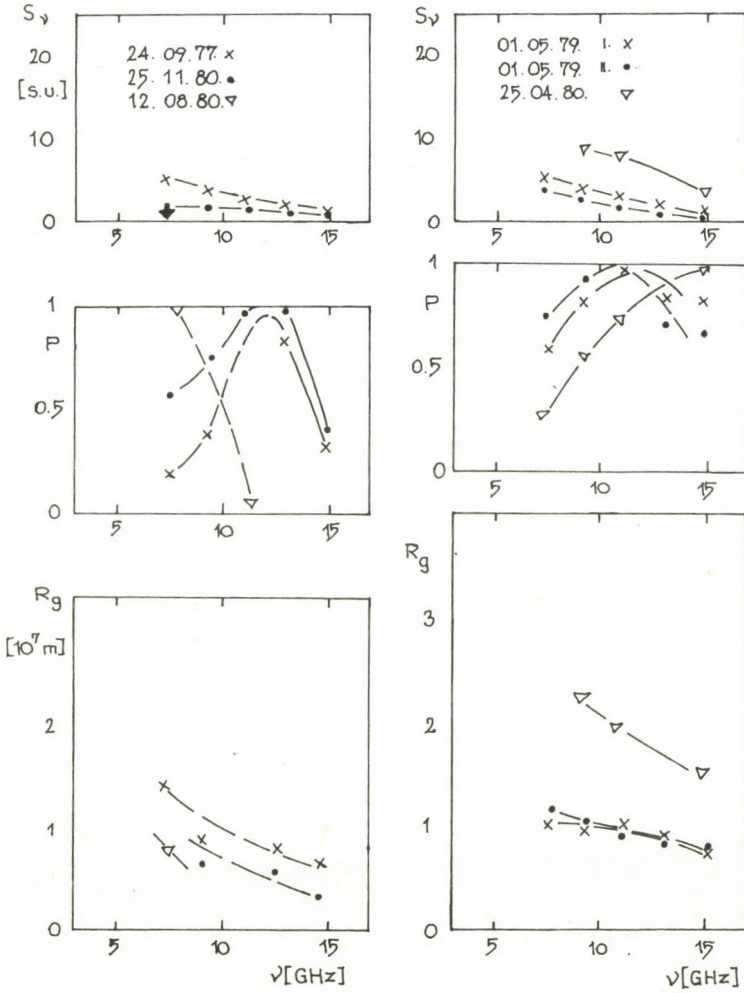 Sν
20
[s.u.]
10
0
24. 09. 77. ×
25. 11. 80. •
12. 08. 80. ▽
5 10 15
Sν
20
10
0
01. 05. 79. I. ×
01. 05. 79. II. •
25. 04. 80. ▽
5 10 15
1
P
0.5
0
5 10 15
1
P
0.5
0
5 10 15
Rg
[10⁷ m]
2
1
0
5 10 15
ν[GHz]
Rg
3
2
1
0
5 10 15
ν[GHz]